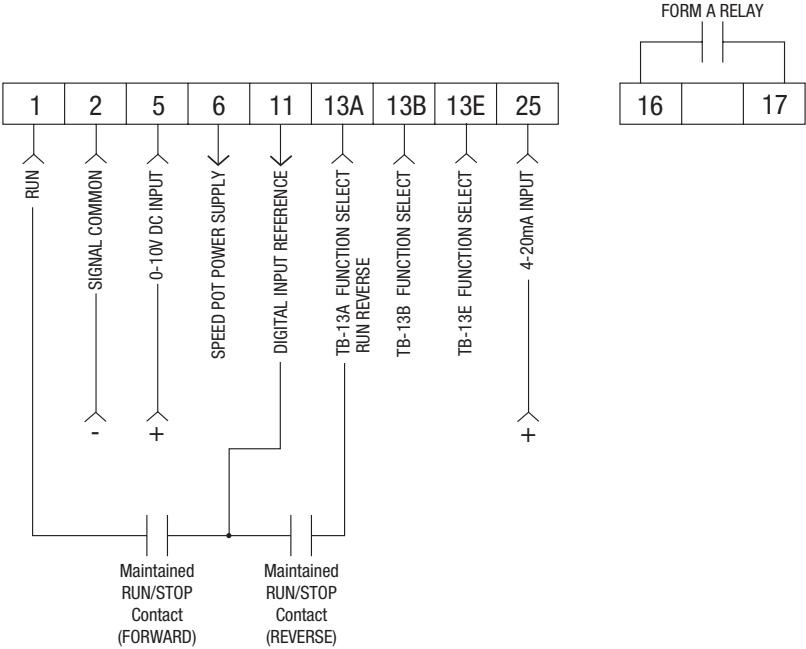 FORM A RELAY
1 2 5 6 11 13A 13B 13E 25
16 17
RUN
SIGNAL COMMON
0-10V DC INPUT
SPEED POT POWER SUPPLY
DIGITAL INPUT REFERENCE
TB-13A FUNCTION SELECT
RUN REVERSE
TB-13B FUNCTION SELECT
TB-13E FUNCTION SELECT
4-20mA INPUT
- + +
Maintained
RUN/STOP
Contact
(FORWARD)
Maintained
RUN/STOP
Contact
(REVERSE)